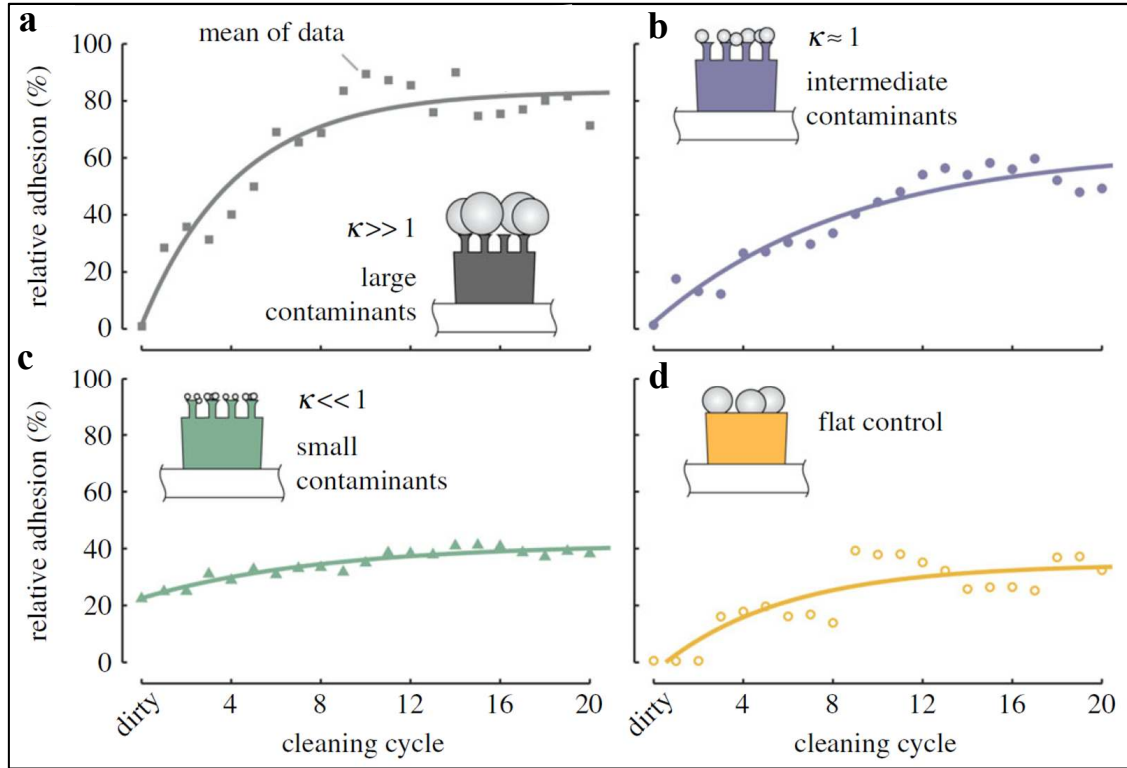 a
mean of data
relative adhesion (%)
100
80
60
40
20
0
κ>> 1
large
contaminants
b
κ≈ 1
intermediate
contaminants
c
relative adhesion (%)
100
80
60
40
20
0
κ<< 1
small
contaminants
dirty 4 8 12 16 20
cleaning cycle
d
flat control
dirty 4 8 12 16 20
cleaning cycle